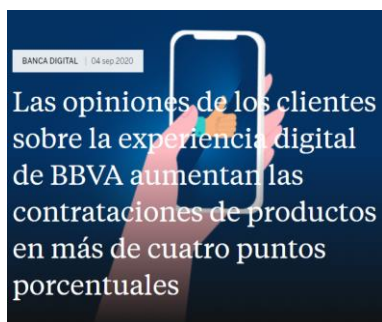 BANCA DIGITAL | 04 sep 2020
Las opiniones de los clientes
sobre la experiencia digital
de BBVA aumentan las
contrataciones de productos
en más de cuatro puntos
porcentuales